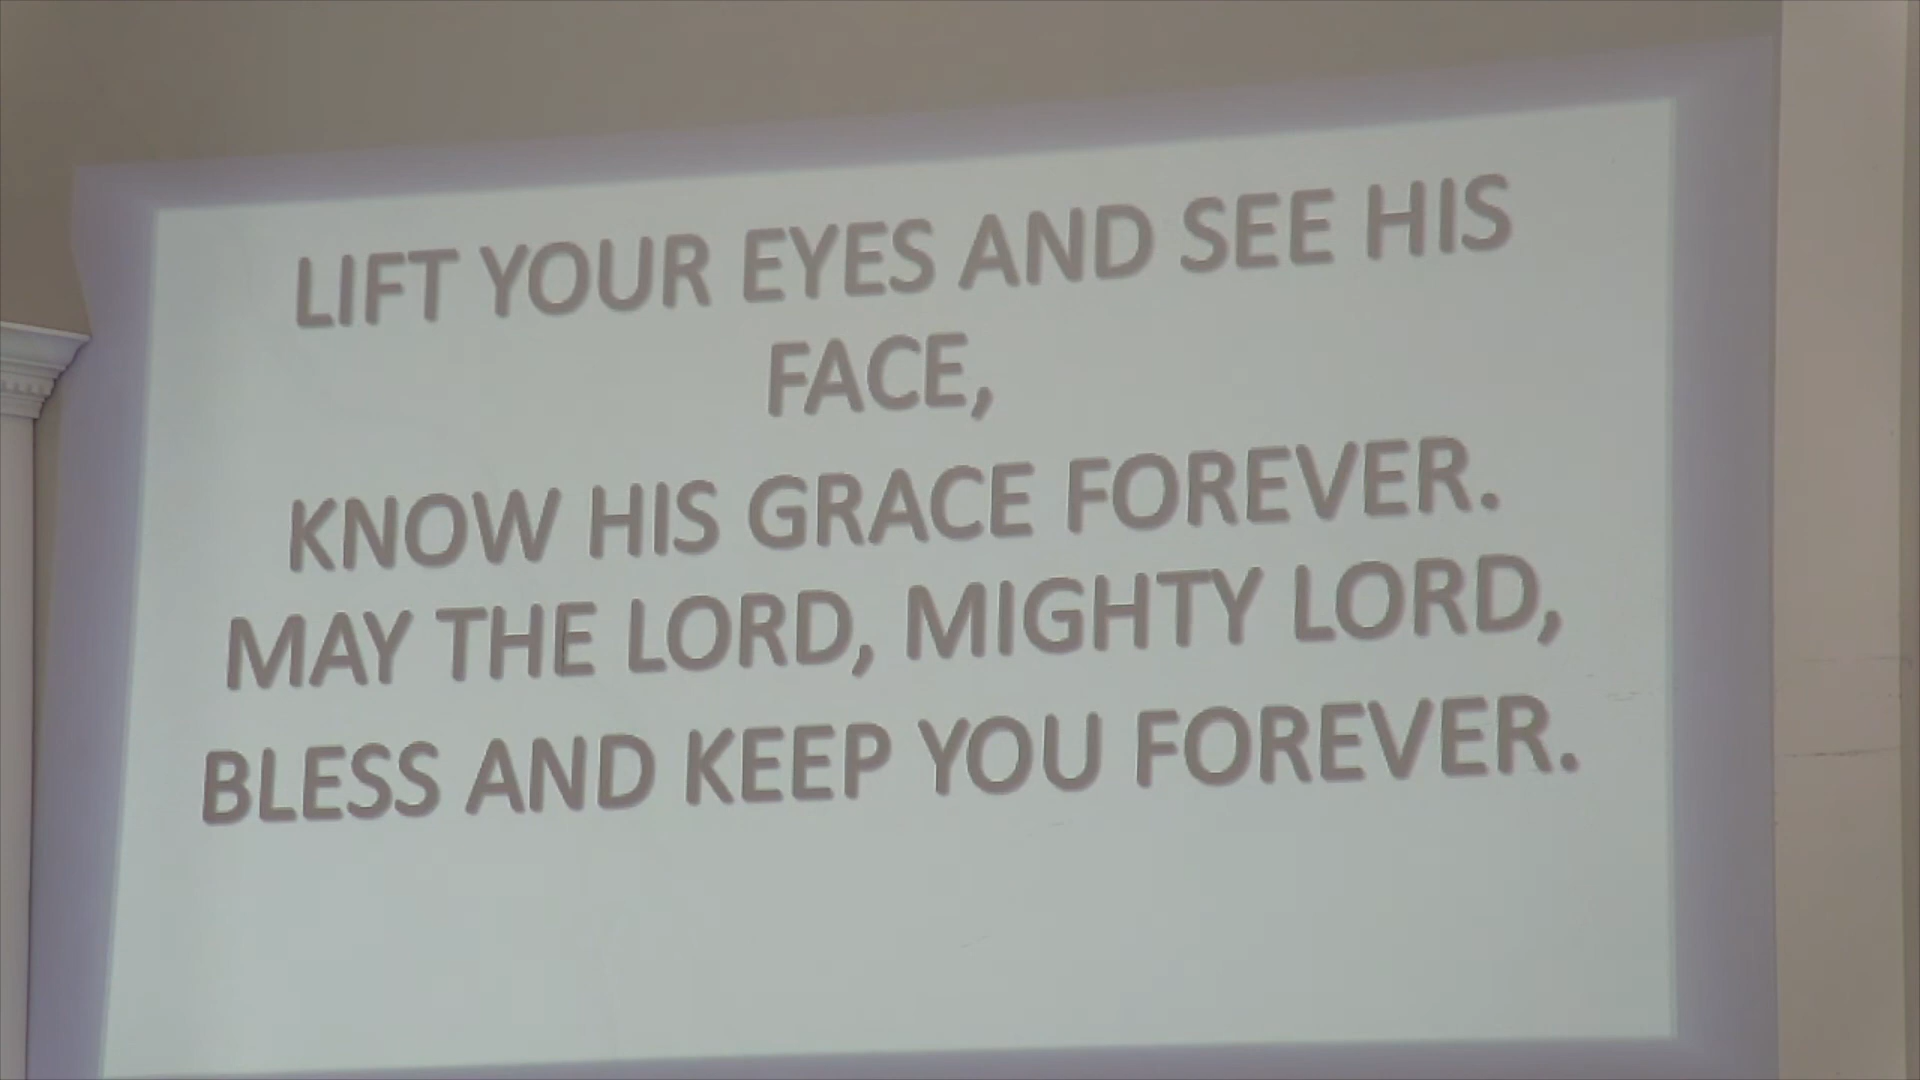 LIFT YOUR EYES AND SEE HIS
FACE,
KNOW HIS GRACE FOREVER.
MAY THE LORD, MIGHTY LORD,
BLESS AND KEEP YOU FOREVER.